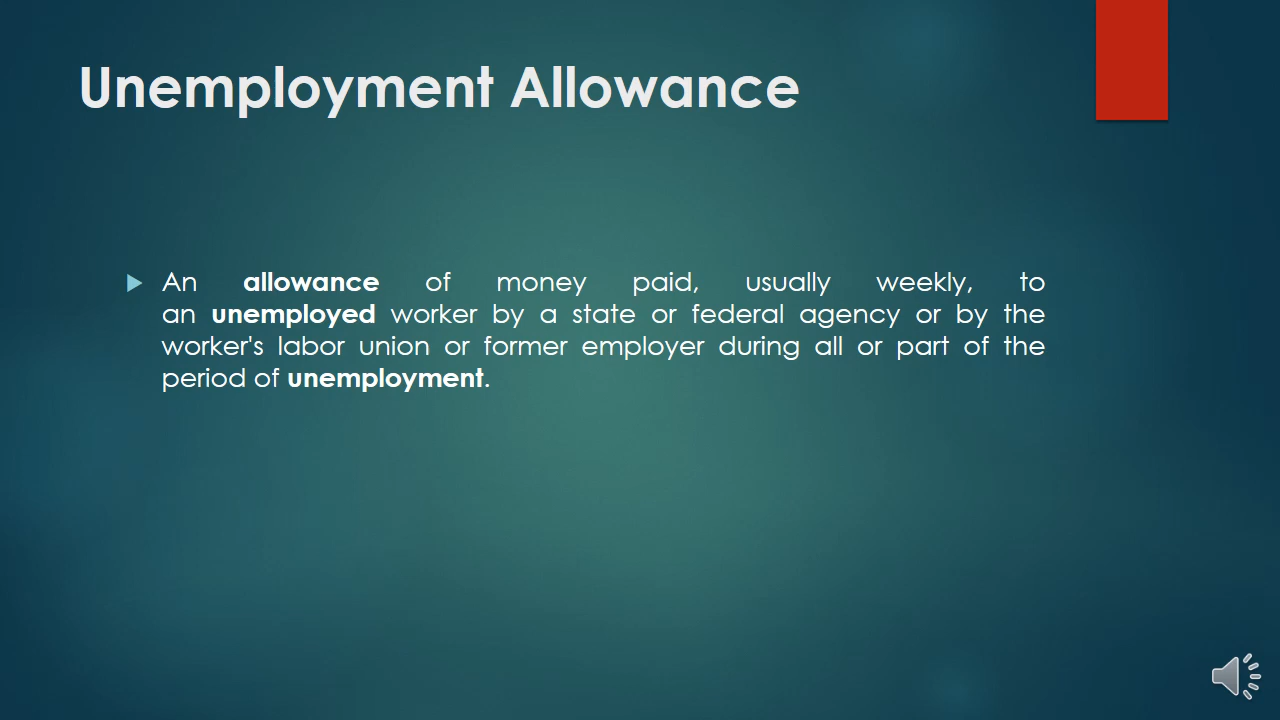 Unemployment Allowance
An allowance of money paid, usually weekly, to
an unemployed worker by a state or federal agency or by the
worker's labor union or former employer during all or part of the
period of unemployment.